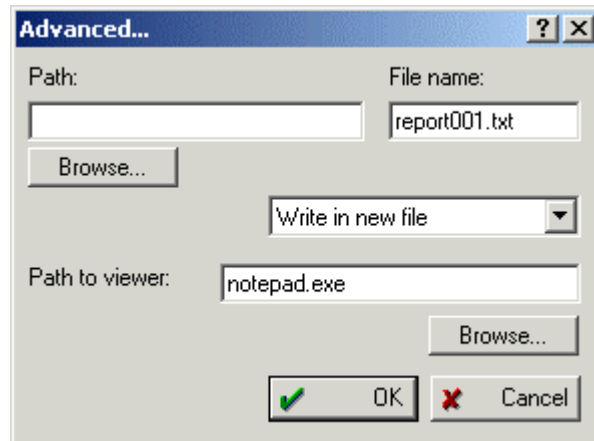 Advanced...
Path: File name:
report001.txt
Browse...
Write in new file
Path to viewer: notepad.exe
Browse...
OK Cancel